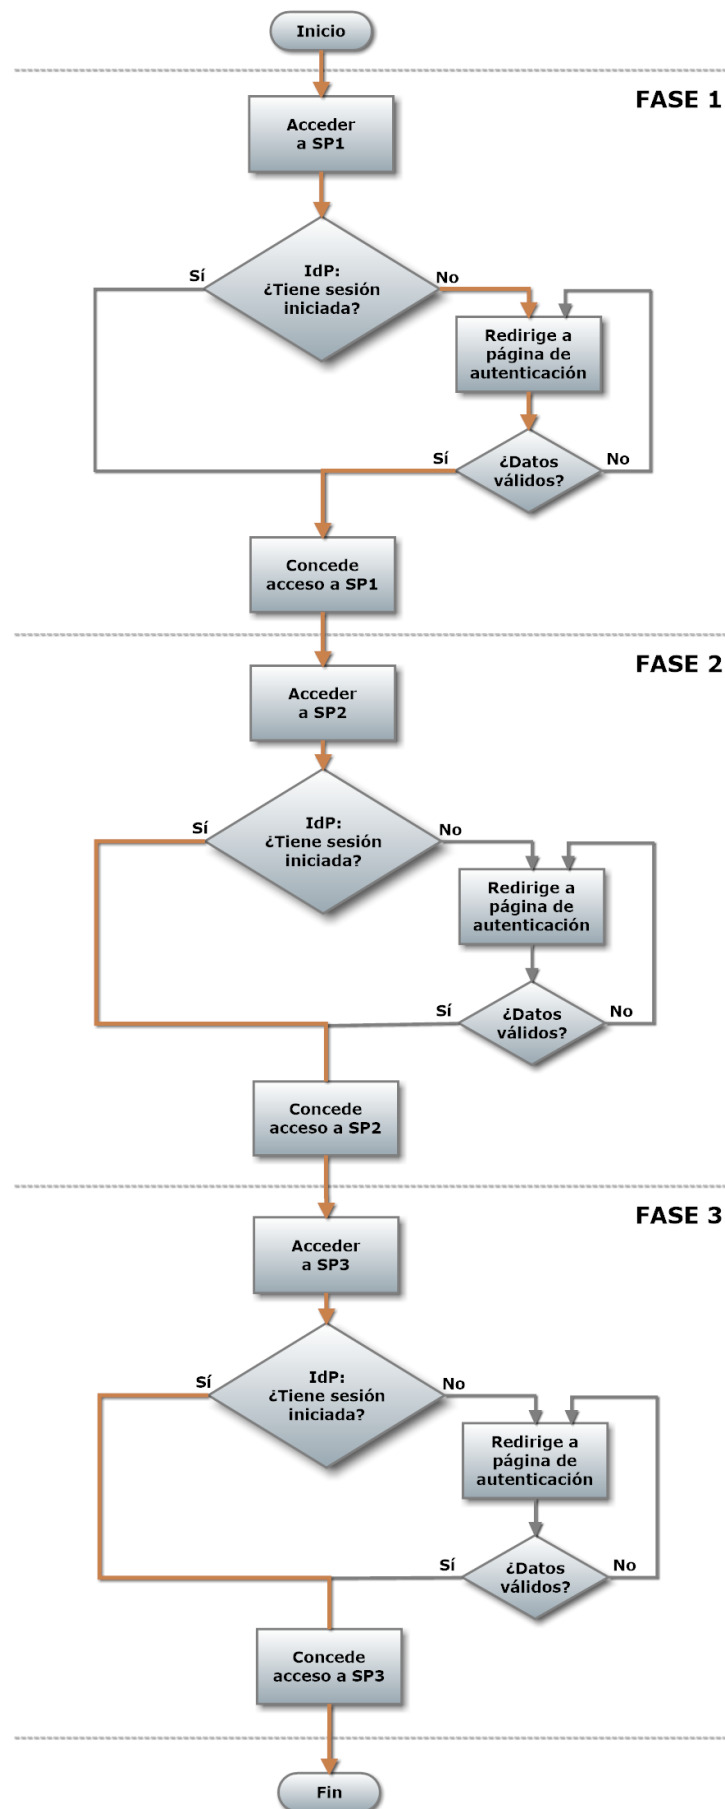 Inicio
FASE 1
Acceder
a SP1
IdP:
¿Tiene sesión
iniciada?
Sí
No
Redirige a
página de
autenticación
Sí
¿Datos
válidos?
No
Concede
acceso a SP1
FASE 2
Acceder
a SP2
IdP:
¿Tiene sesión
iniciada?
Sí
No
Redirige a
página de
autenticación
Sí
¿Datos
válidos?
No
Concede
acceso a SP2
FASE 3
Acceder
a SP3
IdP:
¿Tiene sesión
iniciada?
Sí
No
Redirige a
página de
autenticación
Sí
¿Datos
válidos?
No
Concede
acceso a SP3
Fin